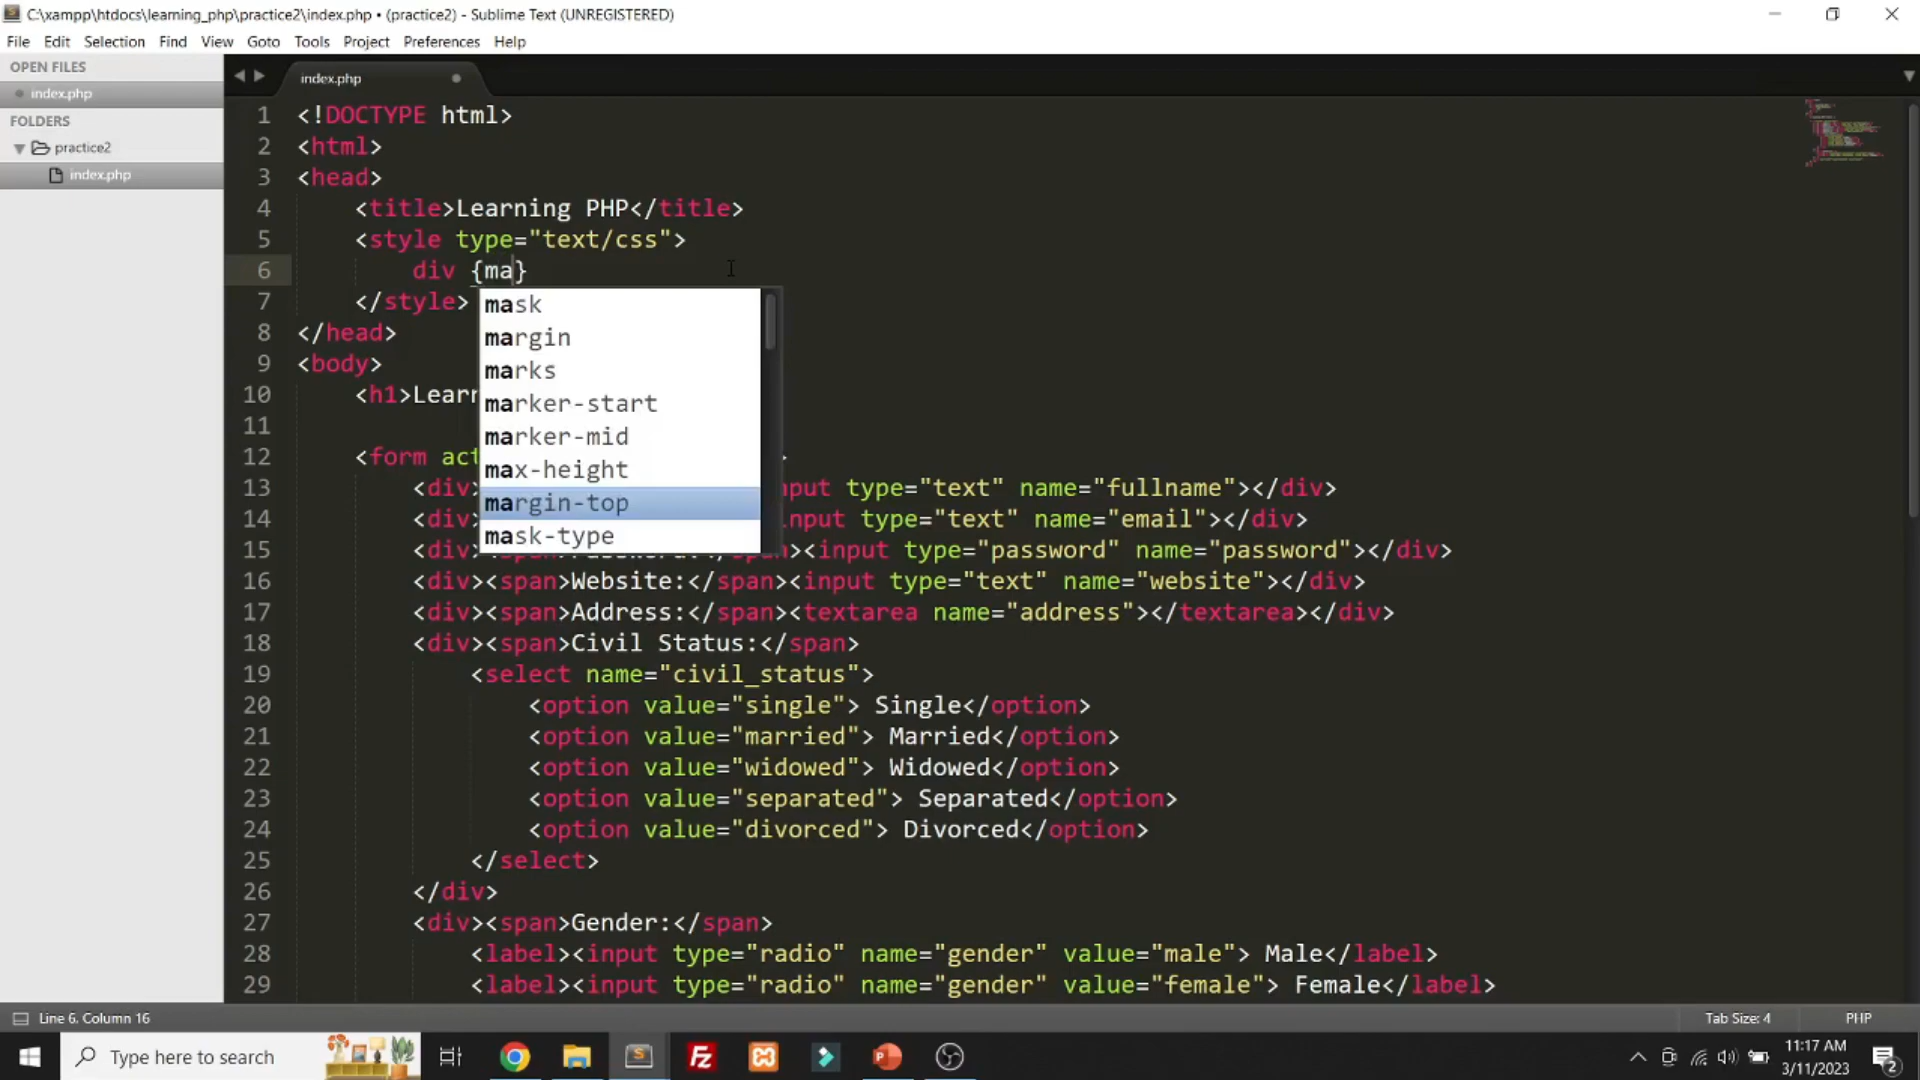 C:\xampp\htdocs\learning_php\practice2\index.php • (practice2) - Sublime Text (UNREGISTERED)
File Edit Selection Find View Goto Tools Project Preferences Help
OPEN FILES
index.php
FOLDERS
practice2
index.php
index.php
1 <!DOCTYPE html>
2 <html>
3 <head>
4 <title>Learning PHP</title>
5 <style type="text/css">
6 div {ma}
7 </style>
8 </head>
9 <body>
10 <h1>Learn
11
12 <form act
13 <div> nput type="text" name="fullname"></div>
14 <div> input type="text" name="email"></div>
15 <div> <input type="password" name="password"></div>
16 <div><span>Website:</span><input type="text" name="website"></div>
17 <div><span>Address:</span><textarea name="address"></textarea></div>
18 <div><span>Civil Status:</span>
19 <select name="civil_status">
20 <option value="single"> Single</option>
21 <option value="married"> Married</option>
22 <option value="widowed"> Widowed</option>
23 <option value="separated"> Separated</option>
24 <option value="divorced"> Divorced</option>
25 </select>
26 </div>
27 <div><span>Gender:</span>
28 <label><input type="radio" name="gender" value="male"> Male</label>
29 <label><input type="radio" name="gender" value="female"> Female</label>
mask
margin
marks
marker-start
marker-mid
max-height
margin-top
mask-type
Line 6, Column 16
Tab Size: 4
PHP
Type here to search
11:17 AM
3/11/2023
2